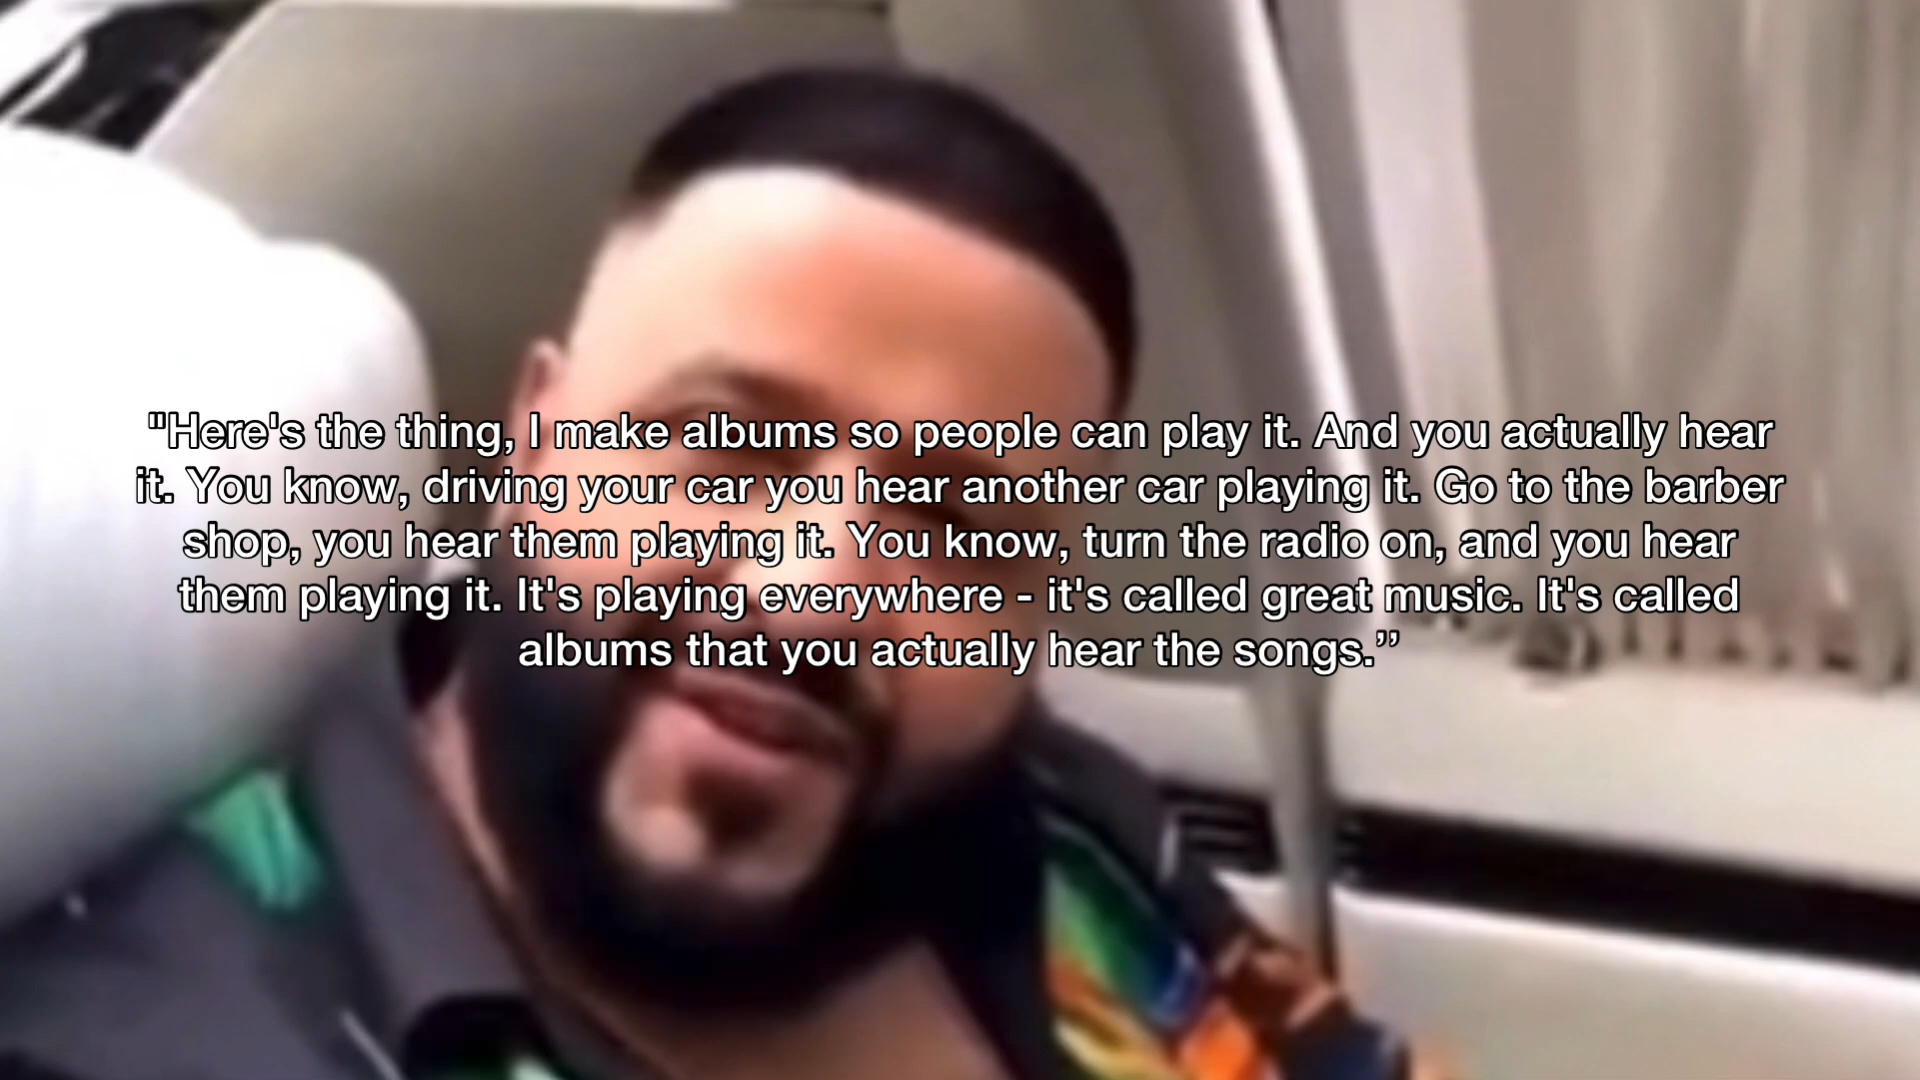 "Here's the thing, I make albums so people can play it. And you actually hear
it. You know, driving your car you hear another car playing it. Go to the barber
shop, you hear them playing it. You know, turn the radio on, and you hear
them playing it. It's playing everywhere - it's called great music. It's called
albums that you actually hear the songs.’’